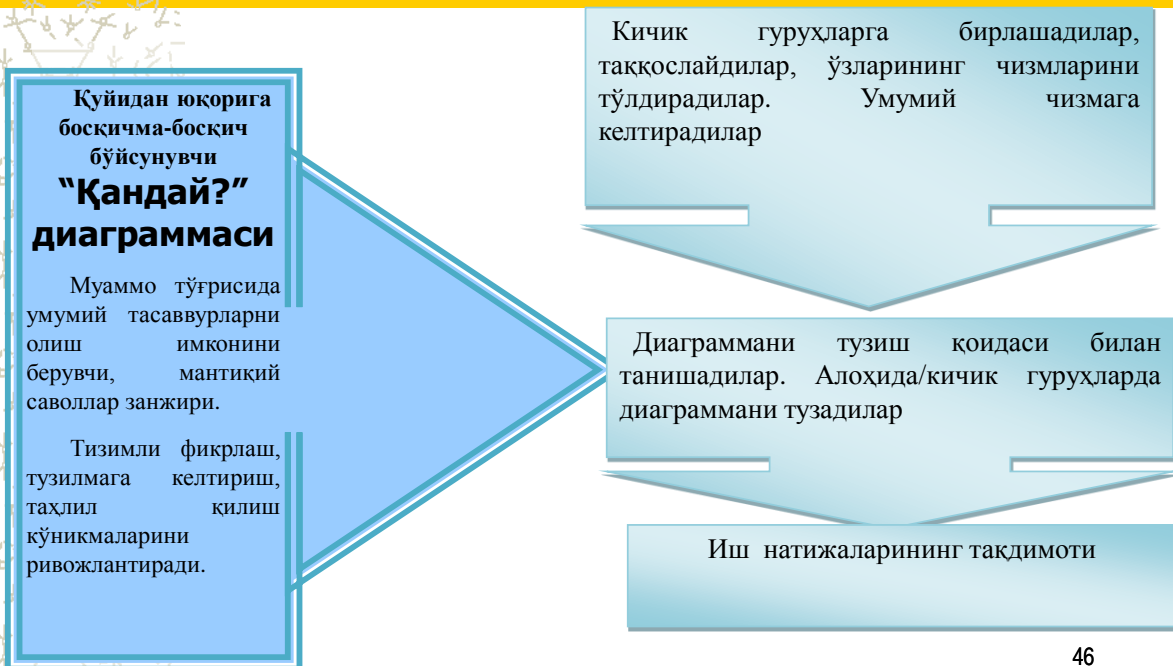 Қуйидан юқорига
босқичма-босқич
бўйсунувчи
“Қандай?”
диаграммаси
Муаммо тўғрисида
умумий тасаввурларни
олиш имконини
берувчи, мантиқий
саволлар занжири.
Тизимли фикрлаш,
тузилмага келтириш,
таҳлил қилиш
кўникмаларини
ривожлантиради.
Кичик гуруҳларга бирлашадилар,
таққослайдилар, ўзларининг чизмларини
тўлдирадилар. Умумий чизмага
келтирадилар
Диаграммани тузиш қоидаси билан
танишадилар. Алоҳида/кичик гуруҳларда
диаграммани тузадилар
Иш натижаларининг тақдимоти
46